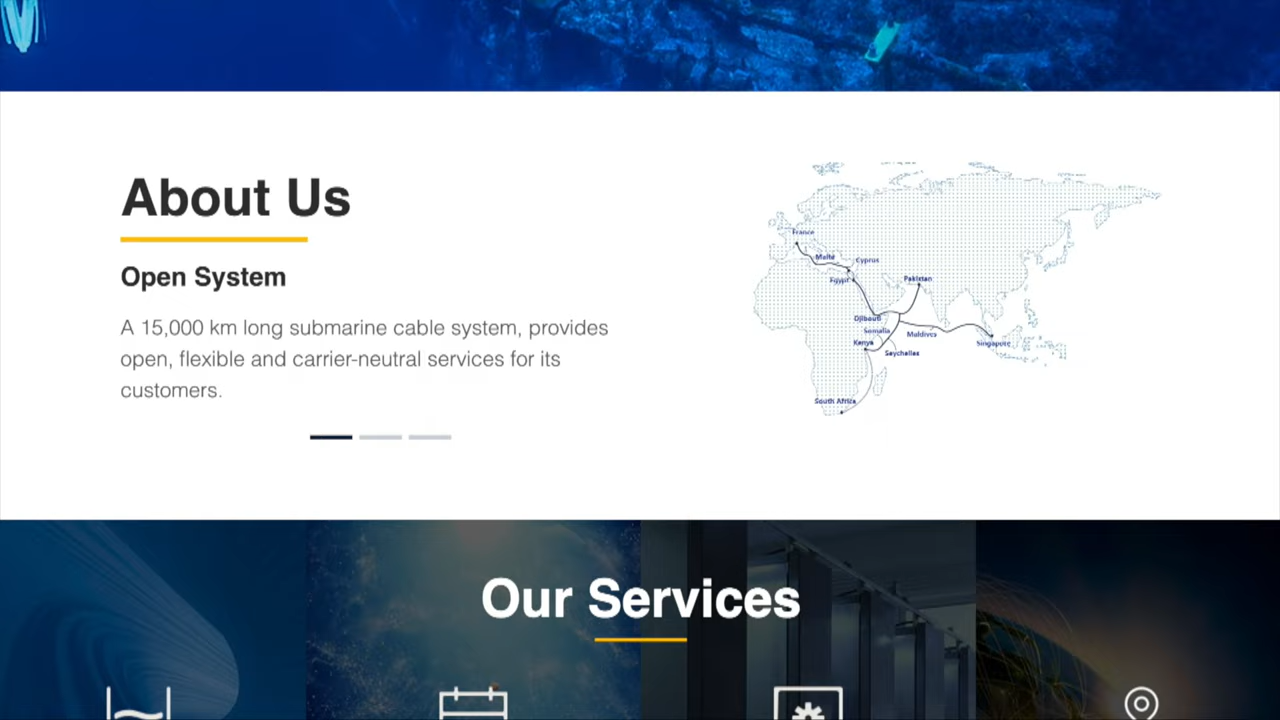 About Us
Open System
A 15,000 km long submarine cable system, provides
open, flexible and carrier-neutral services for its
customers.
France
Malta
Cyprus
Egypt
Pakistan
Djibouti
Somalia
Maldives
Kenya
Singapore
Seychelles
South Africa
Our Services